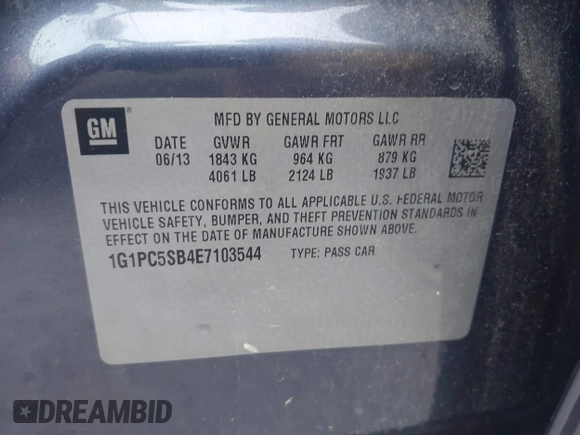 GM
MFD BY GENERAL MOTORS LLC
DATE GVWR GAWR FRT GAWR RR
06/13 1843 KG 964 KG 879 KG
4061 LB 2124 LB 1937 LB
THIS VEHICLE CONFORMS TO ALL APPLICABLE U.S. FEDERAL MOTOR
VEHICLE SAFETY, BUMPER, AND THEFT PREVENTION STANDARDS IN
EFFECT ON THE DATE OF MANUFACTURE SHOWN ABOVE.
1G1PC5SB4E7103544 TYPE: PASS CAR
DREAMBID